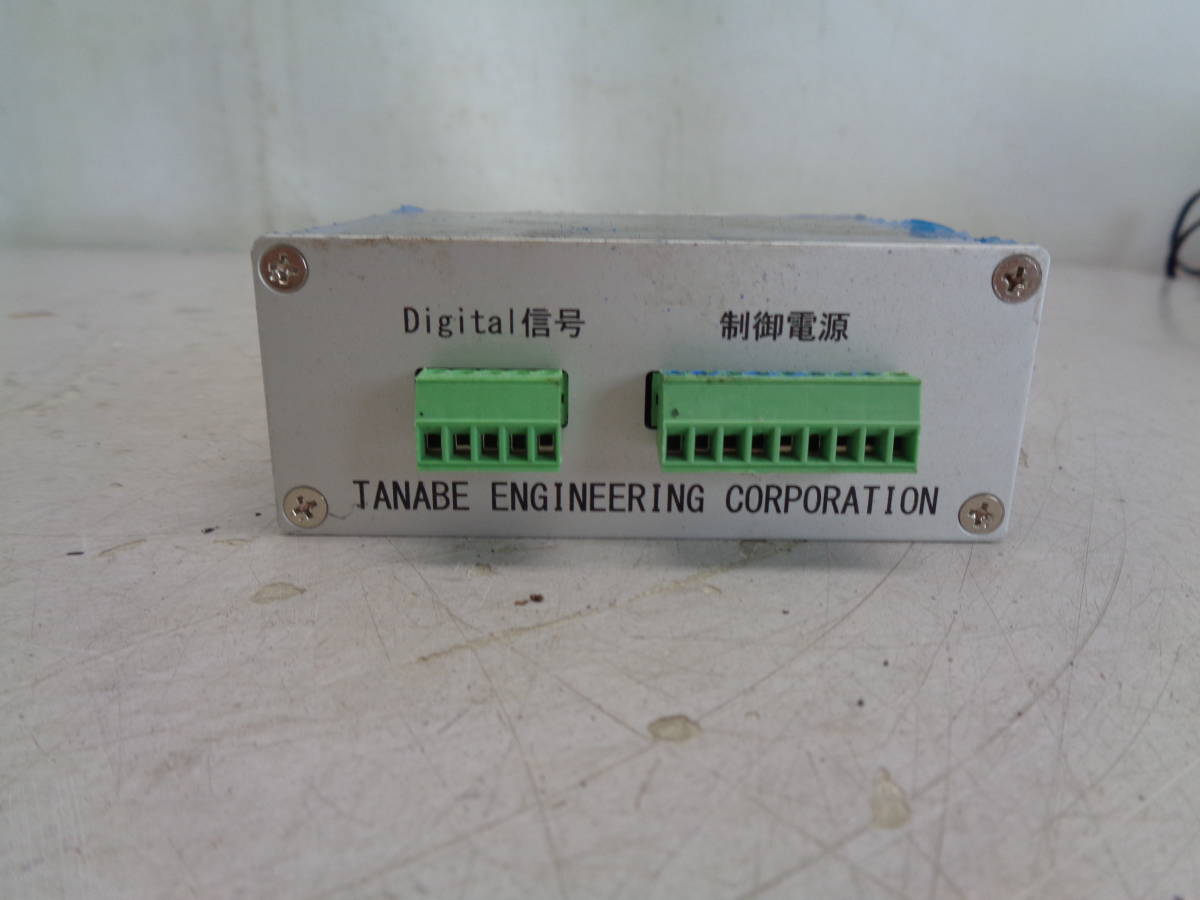 Digital信号
制御電源
TANABE ENGINEERING CORPORATION